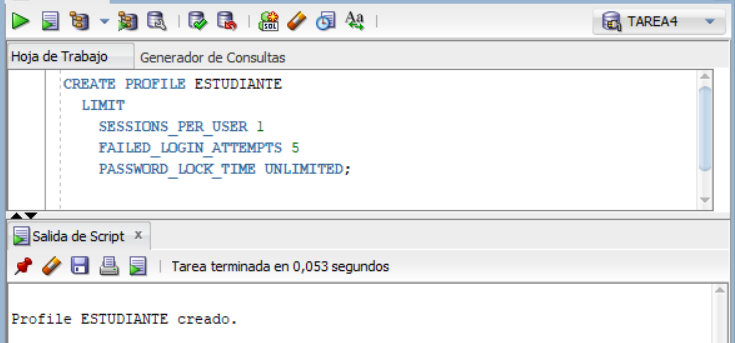 TAREA4
Hoja de Trabajo Generador de Consultas
CREATE PROFILE ESTUDIANTE
LIMIT
SESSIONS_PER_USER 1
FAILED_LOGIN_ATTEMPTS 5
PASSWORD_LOCK_TIME UNLIMITED;
Salida de Script x
Tarea terminada en 0,053 segundos
Profile ESTUDIANTE creado.